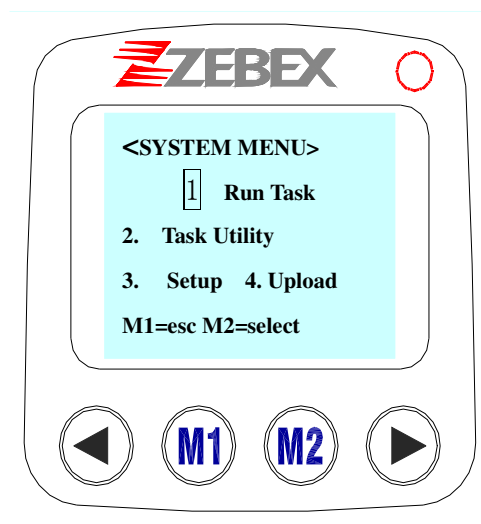 ZEBEX
<SYSTEM MENU>
1 Run Task
2. Task Utility
3. Setup 4. Upload
M1=esc M2=select
M1 M2